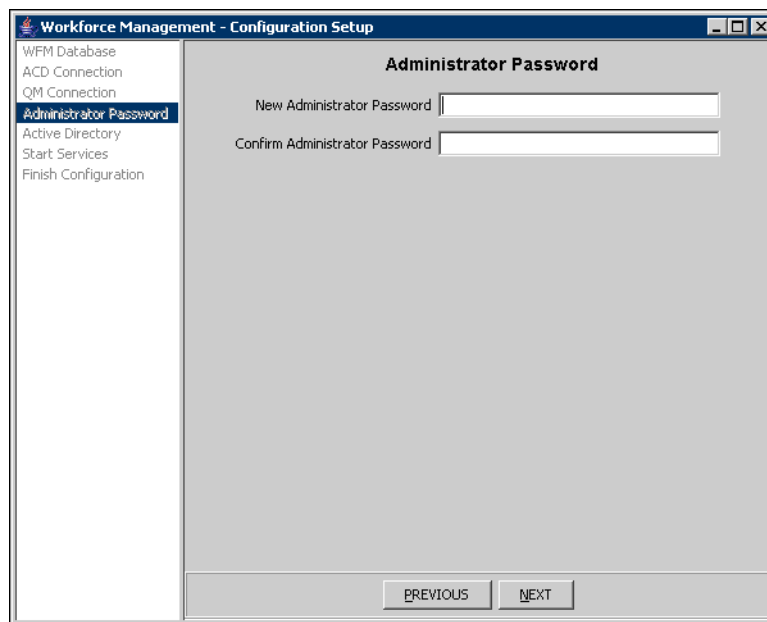 Workforce Management - Configuration Setup
WFM Database
ACD Connection
QM Connection
Administrator Password
Active Directory
Start Services
Finish Configuration
Administrator Password
New Administrator Password
Confirm Administrator Password
PREVIOUS
NEXT